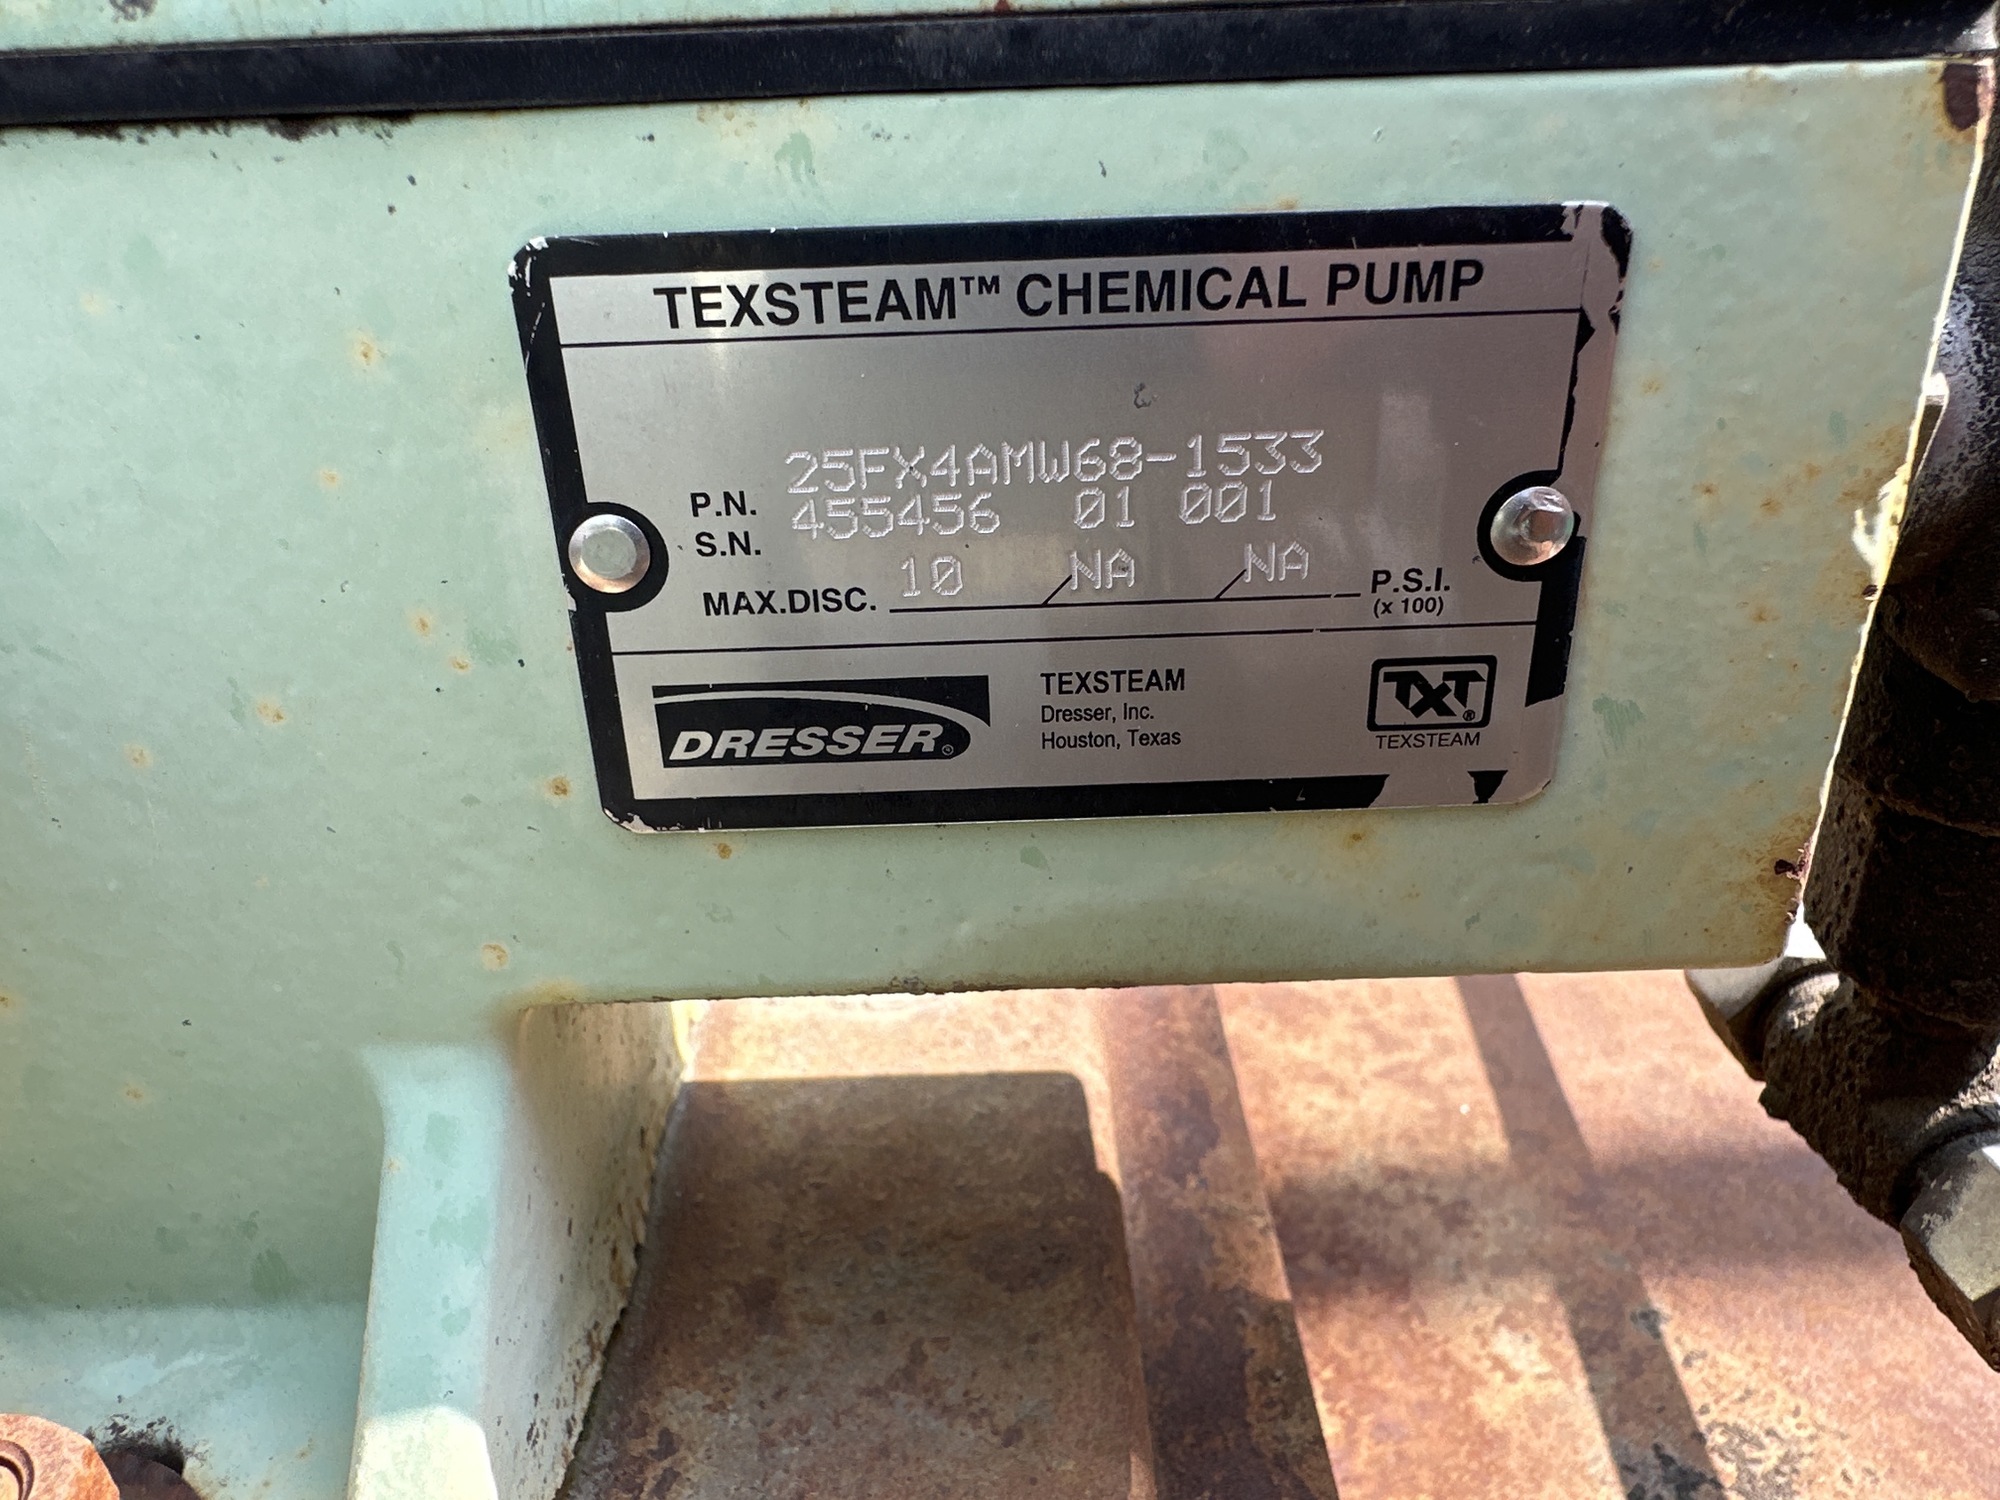 TEXSTEAM™ CHEMICAL PUMP
P.N. 25FX4AMW68-1533
S.N. 455456 01 001
MAX.DISC. 10 / NA / NA P.S.I.
(x 100)
DRESSER®
TEXSTEAM
Dresser, Inc.
Houston, Texas
TXT®
TEXSTEAM